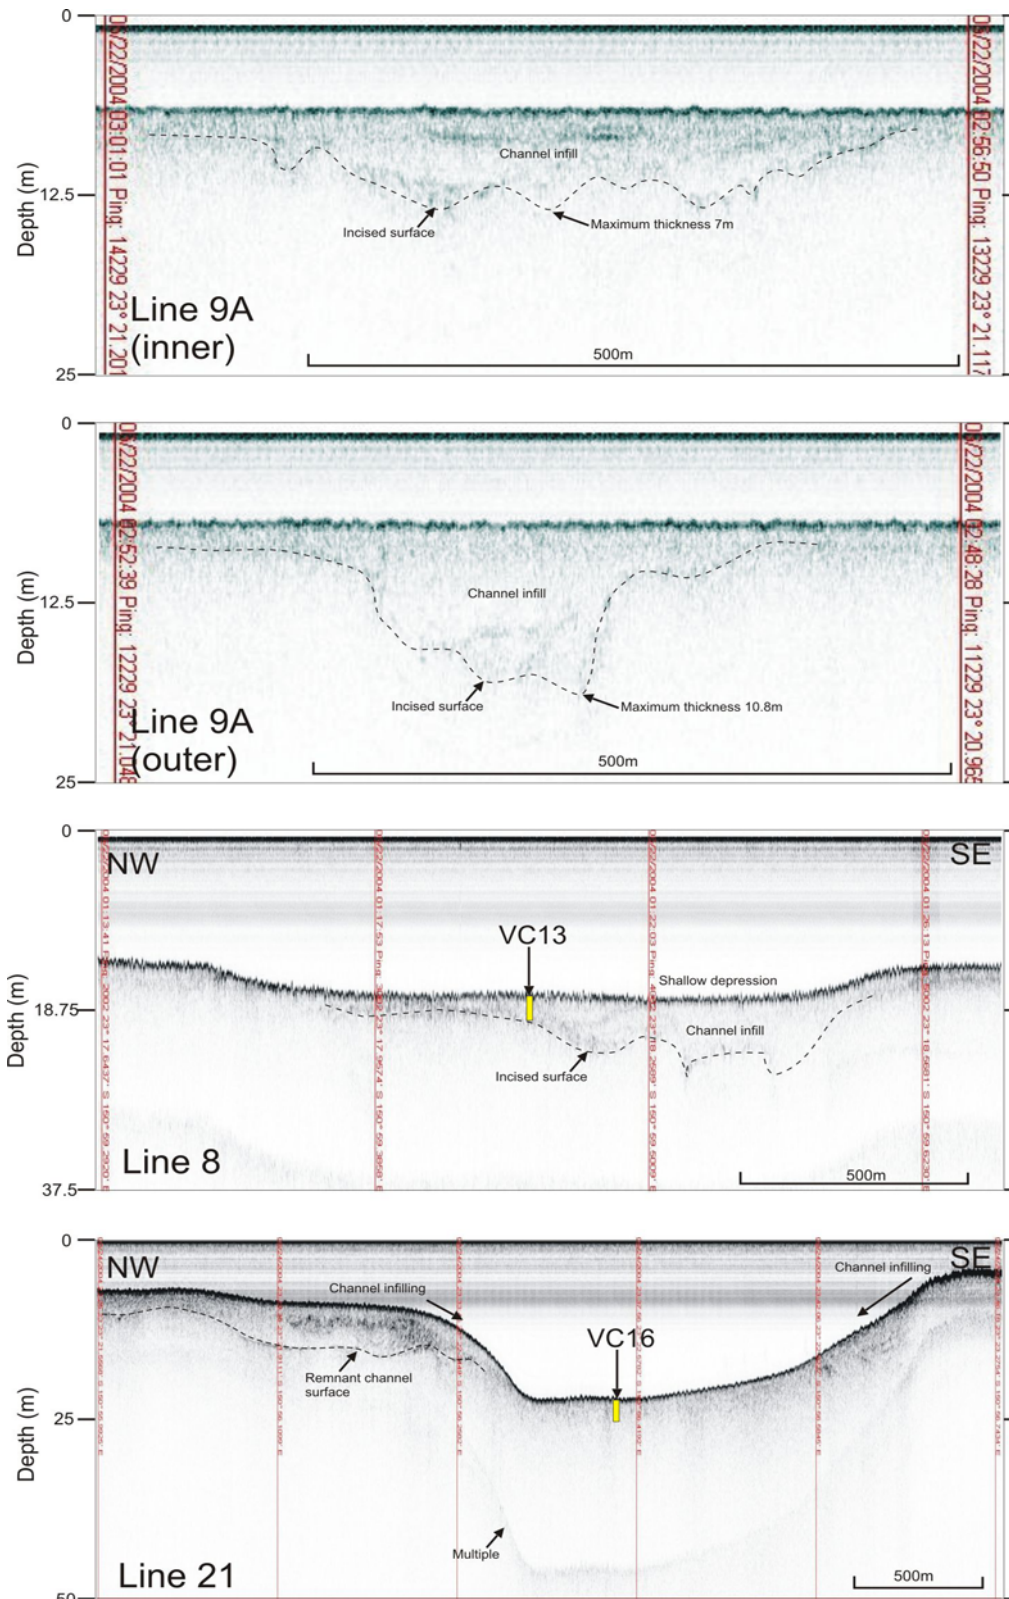 0
12.5
25
Depth (m)
06/22/2004 03:01:01 Ping: 14229 23° 21.201
06/22/2004 02:56:50 Ping: 13229 23° 21.117
Channel infill
Incised surface
Maximum thickness 7m
Line 9A
(inner)
500m
0
12.5
25
Depth (m)
06/22/2004 02:52:39 Ping: 12229 23° 21.048
06/22/2004 02:48:28 Ping: 11229 23° 20.965
Channel infill
Incised surface
Maximum thickness 10.8m
Line 9A
(outer)
500m
0
18.75
37.5
Depth (m)
NW
SE
VC13
Shallow depression
Channel infill
Incised surface
Line 8
500m
0
25
50
Depth (m)
NW
SE
Channel infilling
Channel infilling
VC16
Remnant channel
surface
Multiple
Line 21
500m